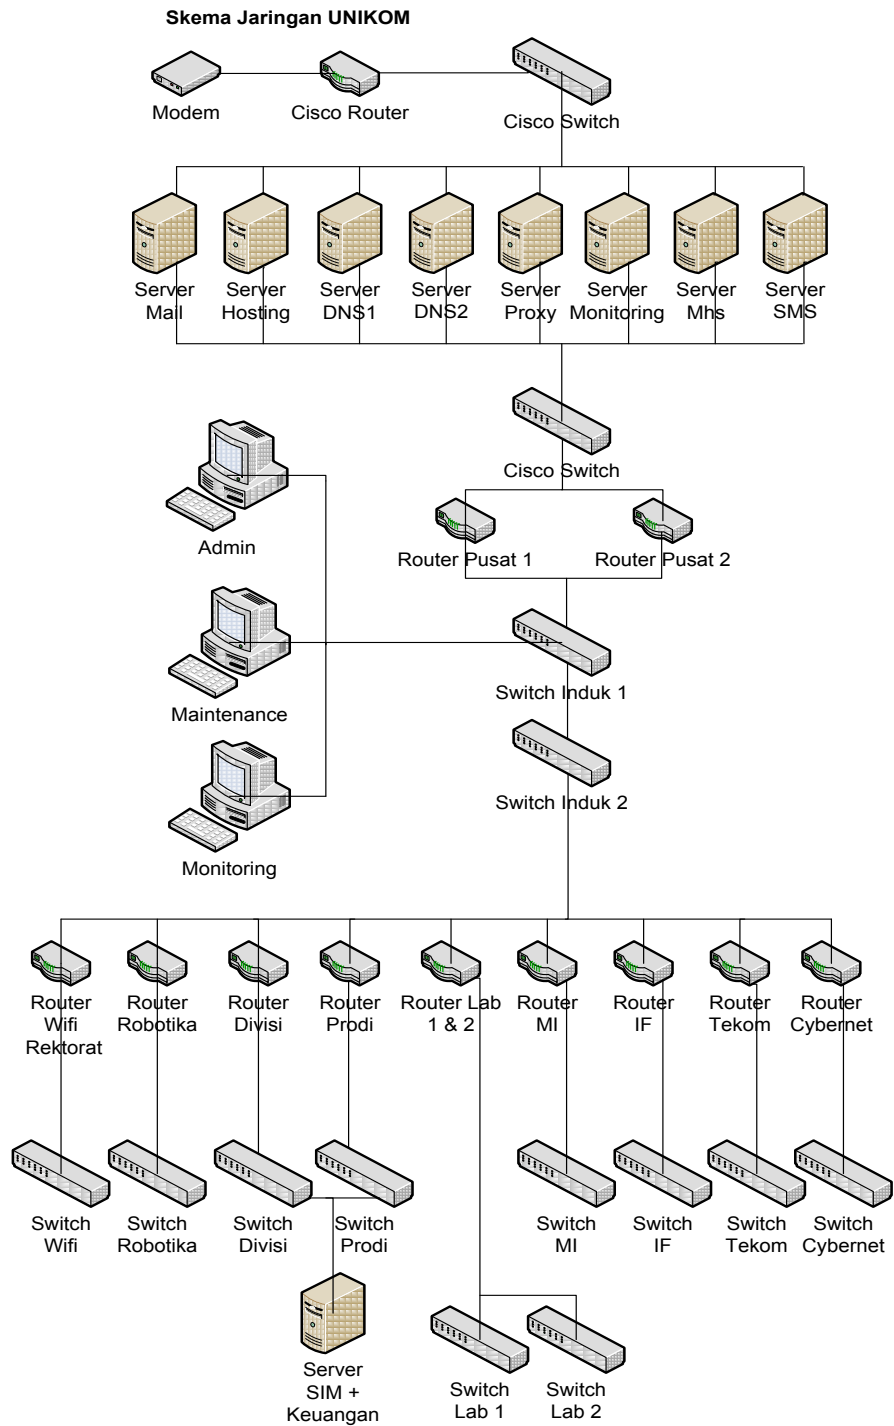 Skema Jaringan UNIKOM
Modem
Cisco Router
Cisco Switch
Server
Mail
Server
Hosting
Server
DNS1
Server
DNS2
Server
Proxy
Server
Monitoring
Server
Mhs
Server
SMS
Cisco Switch
Admin
Router Pusat 1
Router Pusat 2
Maintenance
Switch Induk 1
Switch Induk 2
Monitoring
Router
Wifi
Rektorat
Router
Robotika
Router
Divisi
Router
Prodi
Router Lab
1 & 2
Router
MI
Router
IF
Router
Tekom
Router
Cybernet
Switch
Wifi
Switch
Robotika
Switch
Divisi
Switch
Prodi
Switch
MI
Switch
IF
Switch
Tekom
Switch
Cybernet
Server
SIM +
Keuangan
Switch
Lab 1
Switch
Lab 2